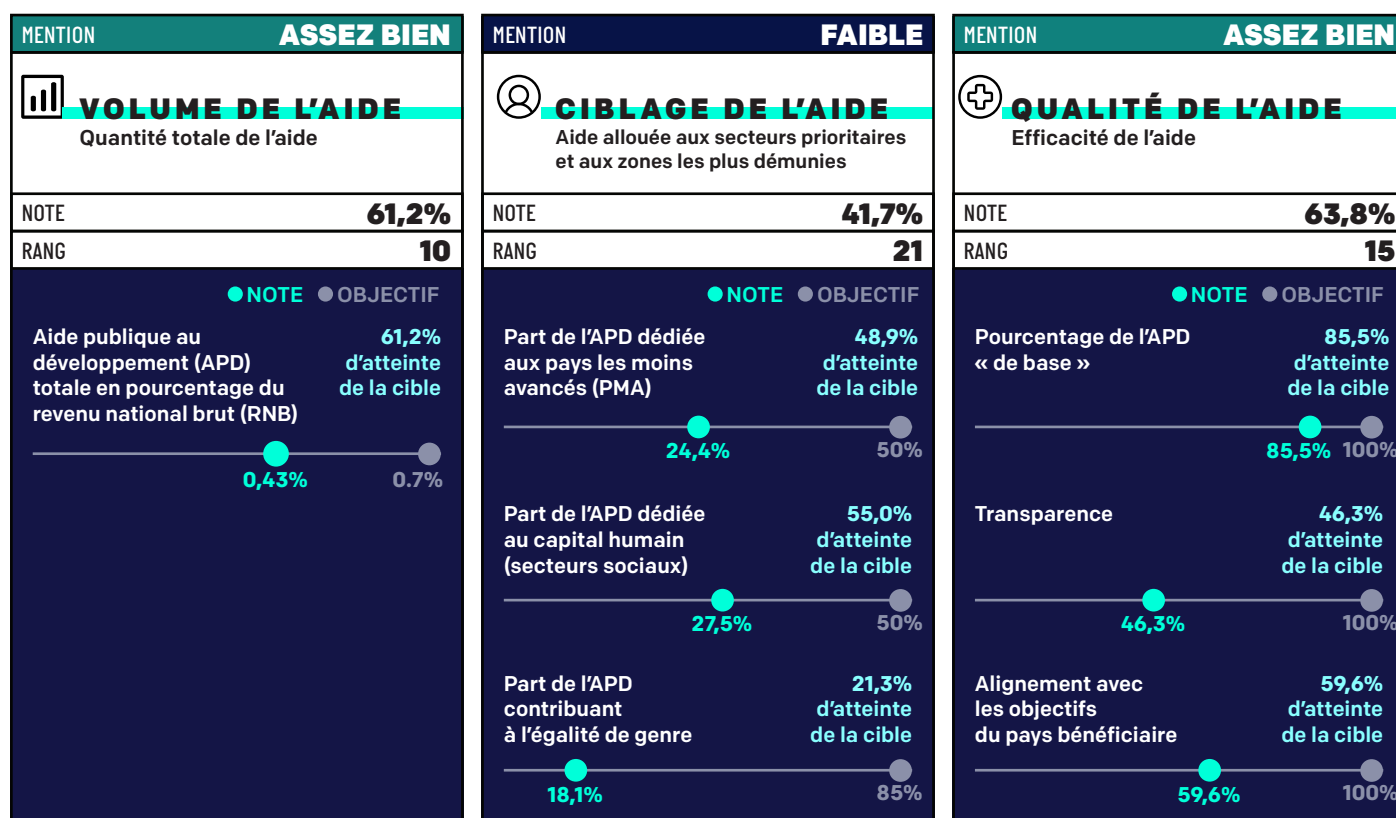 MENTION ASSEZ BIEN
VOLUME DE L’AIDE
Quantité totale de l’aide
NOTE 61,2%
RANG 10
NOTE OBJECTIF
Aide publique au 61,2%
développement (APD) d’atteinte
totale en pourcentage du de la cible
revenu national brut (RNB)
0,43% 0.7%
MENTION FAIBLE
CIBLAGE DE L’AIDE
Aide allouée aux secteurs prioritaires
et aux zones les plus démunies
NOTE 41,7%
RANG 21
NOTE OBJECTIF
Part de l’APD dédiée 48,9%
aux pays les moins d’atteinte
avancés (PMA) de la cible
24,4% 50%
Part de l’APD dédiée 55,0%
au capital humain d’atteinte
(secteurs sociaux) de la cible
27,5% 50%
Part de l’APD 21,3%
contribuant d’atteinte
à l’égalité de genre de la cible
18,1% 85%
MENTION ASSEZ BIEN
QUALITÉ DE L’AIDE
Efficacité de l’aide
NOTE 63,8%
RANG 15
NOTE OBJECTIF
Pourcentage de l’APD 85,5%
« de base » d’atteinte
de la cible
85,5% 100%
Transparence 46,3%
d’atteinte
de la cible
46,3% 100%
Alignement avec 59,6%
les objectifs d’atteinte
du pays bénéficiaire de la cible
59,6% 100%